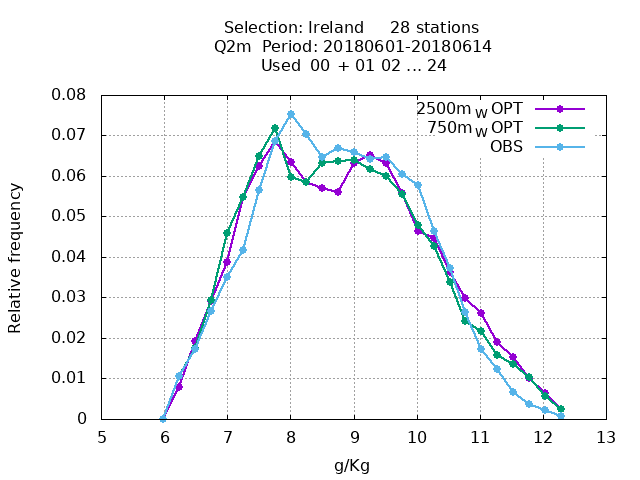 Selection: Ireland 28 stations
Q2m Period: 20180601-20180614
Used 00 + 01 02 ... 24
2500m W OPT
750m W OPT
OBS
Relative frequency
0.08
0.07
0.06
0.05
0.04
0.03
0.02
0.01
0
5 6 7 8 9 10 11 12 13
g/Kg